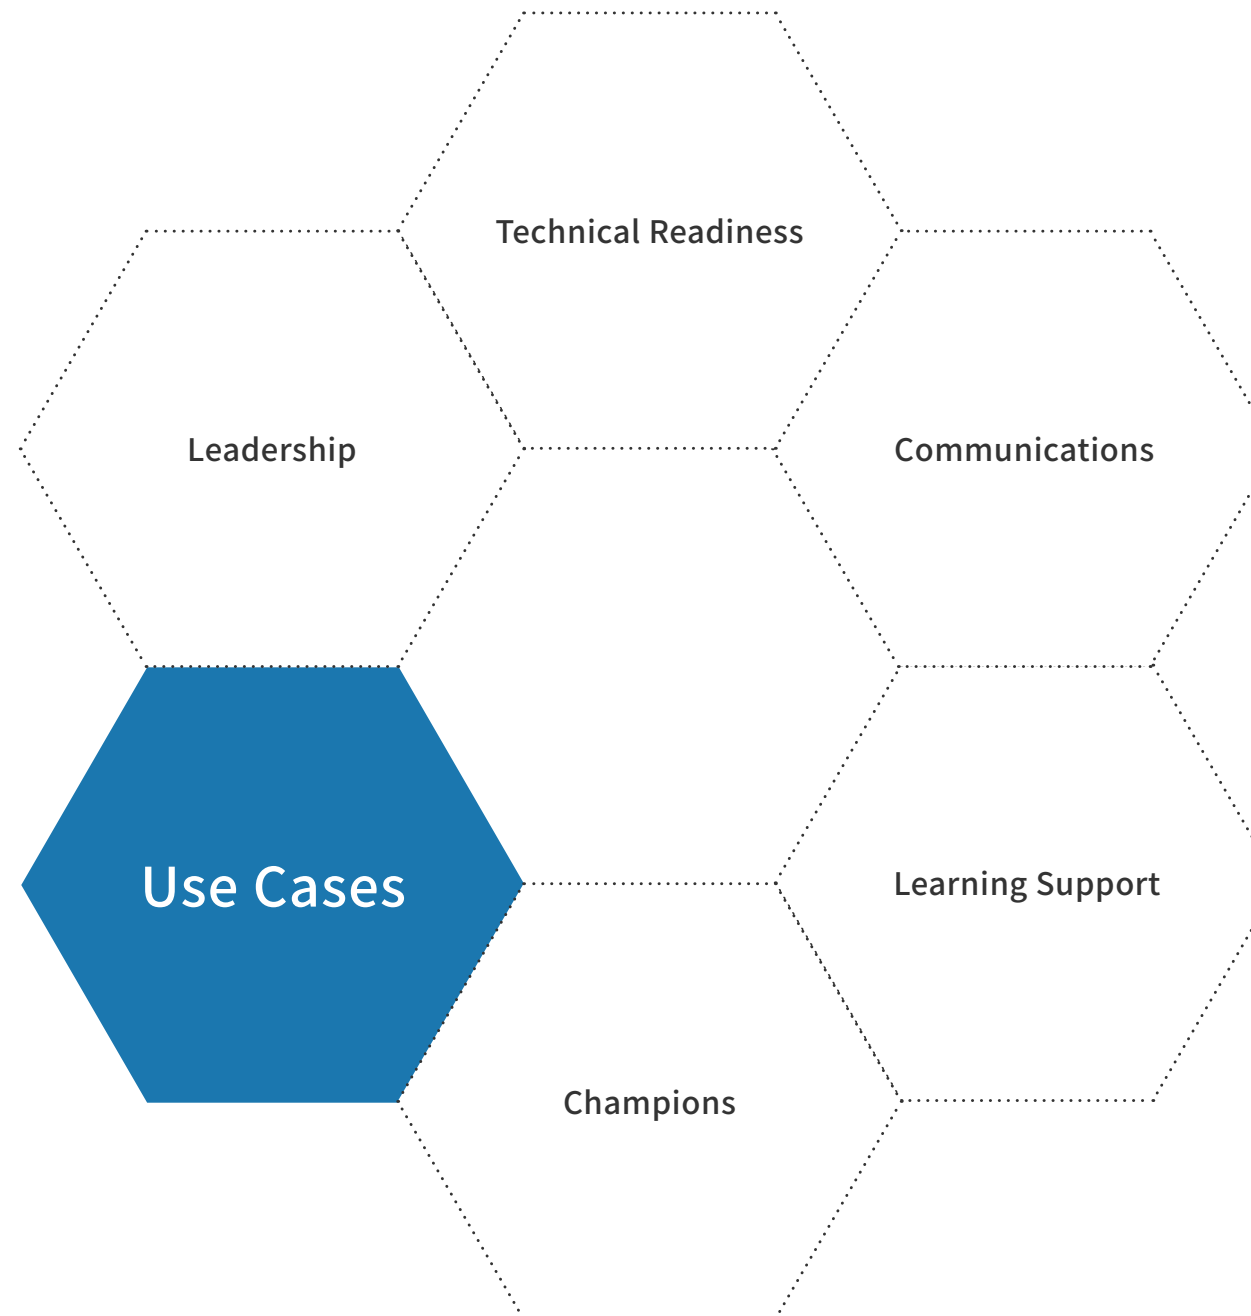 Technical Readiness
Leadership
Communications
Use Cases
Learning Support
Champions